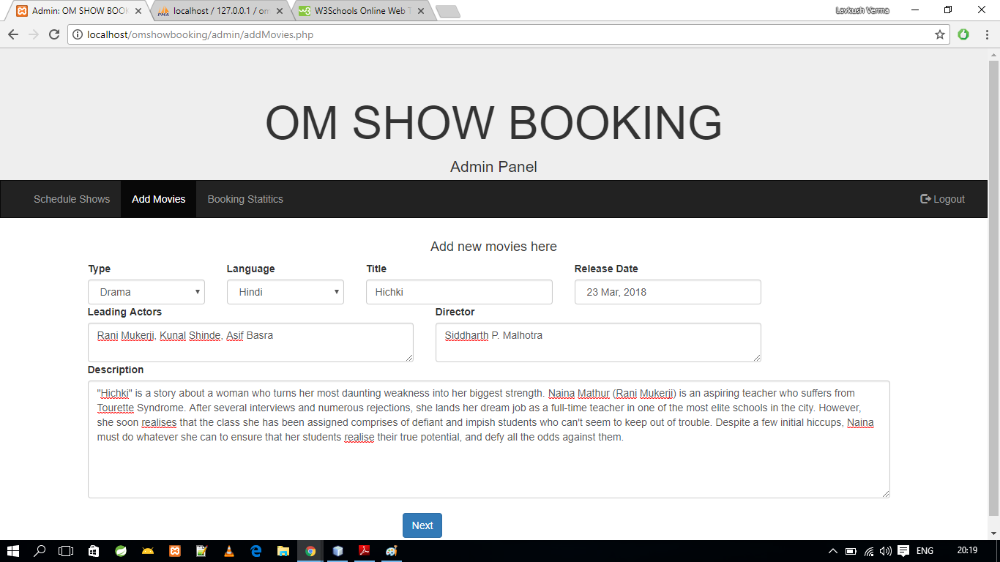 Admin: OM SHOW BOOK
localhost / 127.0.0.1 / om
W3Schools Online Web T
Lavkush Verma
localhost/omshowbooking/admin/addMovies.php
OM SHOW BOOKING
Admin Panel
Schedule Shows Add Movies Booking Statitics Logout
Add new movies here
Type Language Title Release Date
Drama Hindi Hichki 23 Mar, 2018
Leading Actors Director
Rani Mukerji, Kunal Shinde, Asif Basra Siddharth P. Malhotra
Description
"Hichki" is a story about a woman who turns her most daunting weakness into her biggest strength. Naina Mathur (Rani Mukerji) is an aspiring teacher who suffers from
Tourette Syndrome. After several interviews and numerous rejections, she lands her dream job as a full-time teacher in one of the most elite schools in the city. However,
she soon realises that the class she has been assigned comprises of defiant and impish students who can't seem to keep out of trouble. Despite a few initial hiccups, Naina
must do whatever she can to ensure that her students realise their true potential, and defy all the odds against them.
Next
ENG 20:19